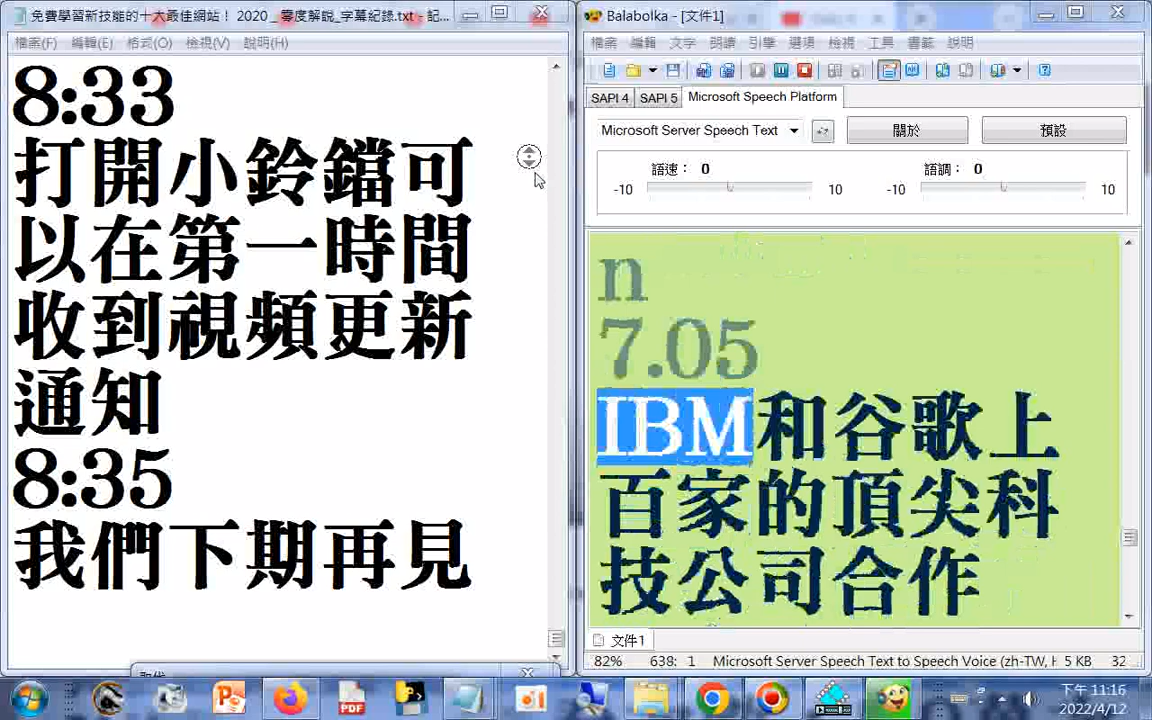 免費學習新技能的十大最佳網站！ 2020 _ 零度解說_字幕紀錄.txt - 記...
檔案(F) 編輯(E) 格式(O) 檢視(V) 說明(H)
8:33
打開小鈴鐺可
以在第一時間
收到視頻更新
通知
8:35
我們下期再見
Balabolka - [文件1]
檔案 編輯 文字 朗讀 引擎 選項 檢視 工具 書籤 說明
SAPI 4 SAPI 5 Microsoft Speech Platform
Microsoft Server Speech Text 關於 預設
語速： 0 語調： 0
-10 10 -10 10
n
7.05
IBM和谷歌上
百家的頂尖科
技公司合作
文件1
82% 638: 1 Microsoft Server Speech Text to Speech Voice (zh-TW, H 5 KB 32
PDF
下午 11:16
2022/4/12